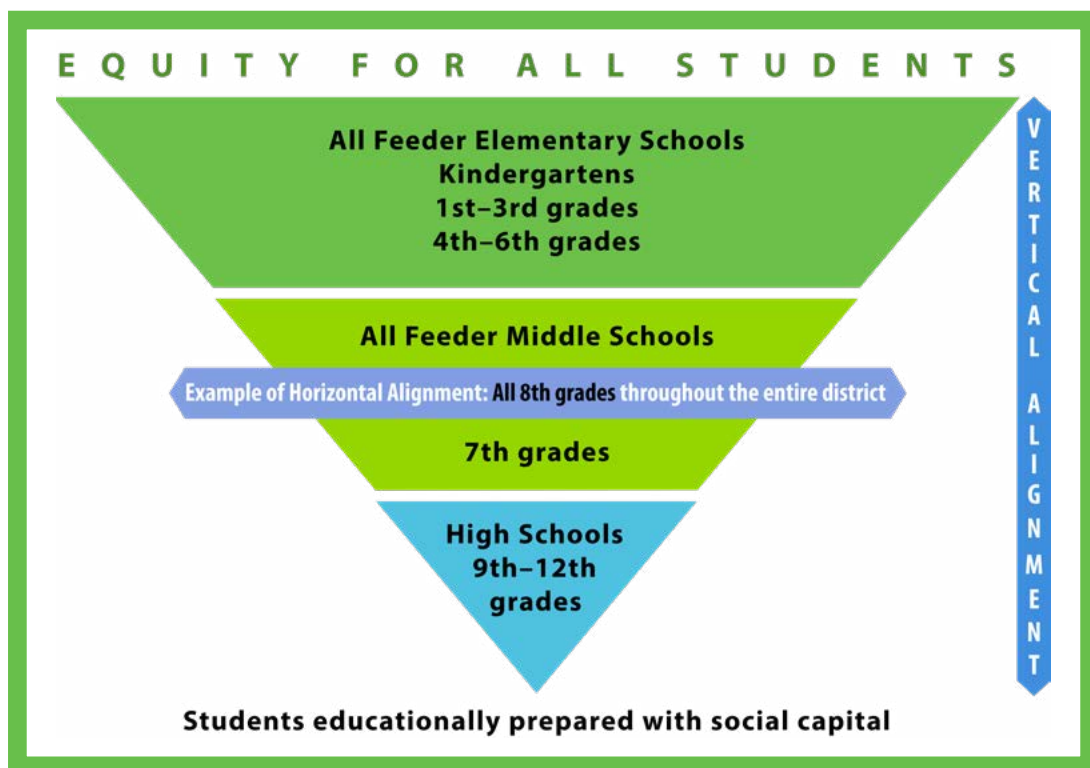 EQUITY FOR ALL STUDENTS
All Feeder Elementary Schools
Kindergartens
1st–3rd grades
4th–6th grades
All Feeder Middle Schools
Example of Horizontal Alignment: All 8th grades throughout the entire district
7th grades
High Schools
9th–12th
grades
Students educationally prepared with social capital
VERTICAL ALIGNMENT